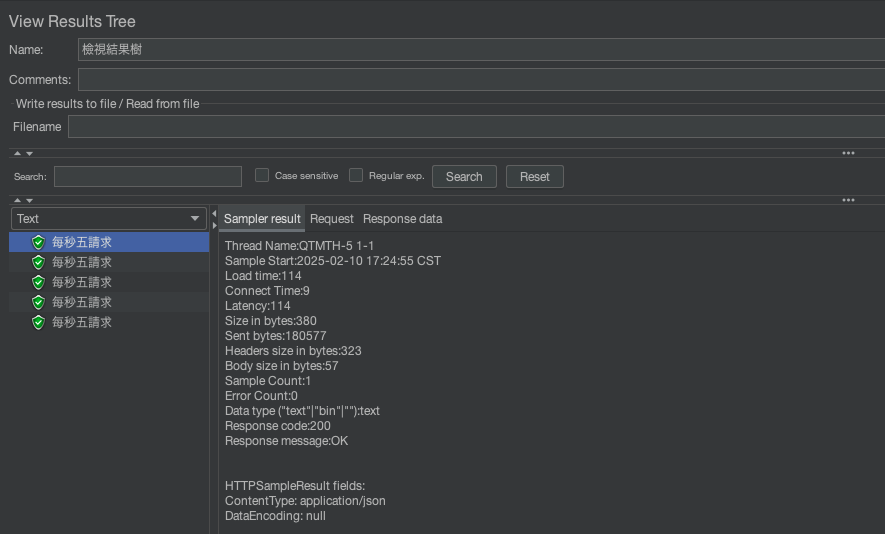 View Results Tree
Name: 檢視結果樹
Comments:
Write results to file / Read from file
Filename
Search: Case sensitive Regular exp. Search Reset
Text
每秒五請求
每秒五請求
每秒五請求
每秒五請求
每秒五請求
Sampler result Request Response data
Thread Name:QTMTH-5 1-1
Sample Start:2025-02-10 17:24:55 CST
Load time:114
Connect Time:9
Latency:114
Size in bytes:380
Sent bytes:180577
Headers size in bytes:323
Body size in bytes:57
Sample Count:1
Error Count:0
Data type ("text"|"bin"|""):text
Response code:200
Response message:OK
HTTPSampleResult fields:
ContentType: application/json
DataEncoding: null